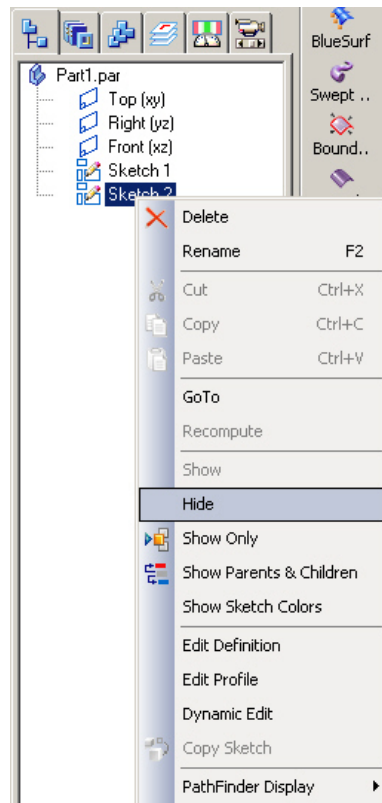 BlueSurf
Part1.par
Swept ..
Top (xy)
Right (yz)
Front (xz)
Bound..
Sketch 1
Sketch 2
Delete
Rename F2
Cut Ctrl+X
Copy Ctrl+C
Paste Ctrl+V
GoTo
Recompute
Show
Hide
Show Only
Show Parents & Children
Show Sketch Colors
Edit Definition
Edit Profile
Dynamic Edit
Copy Sketch
PathFinder Display